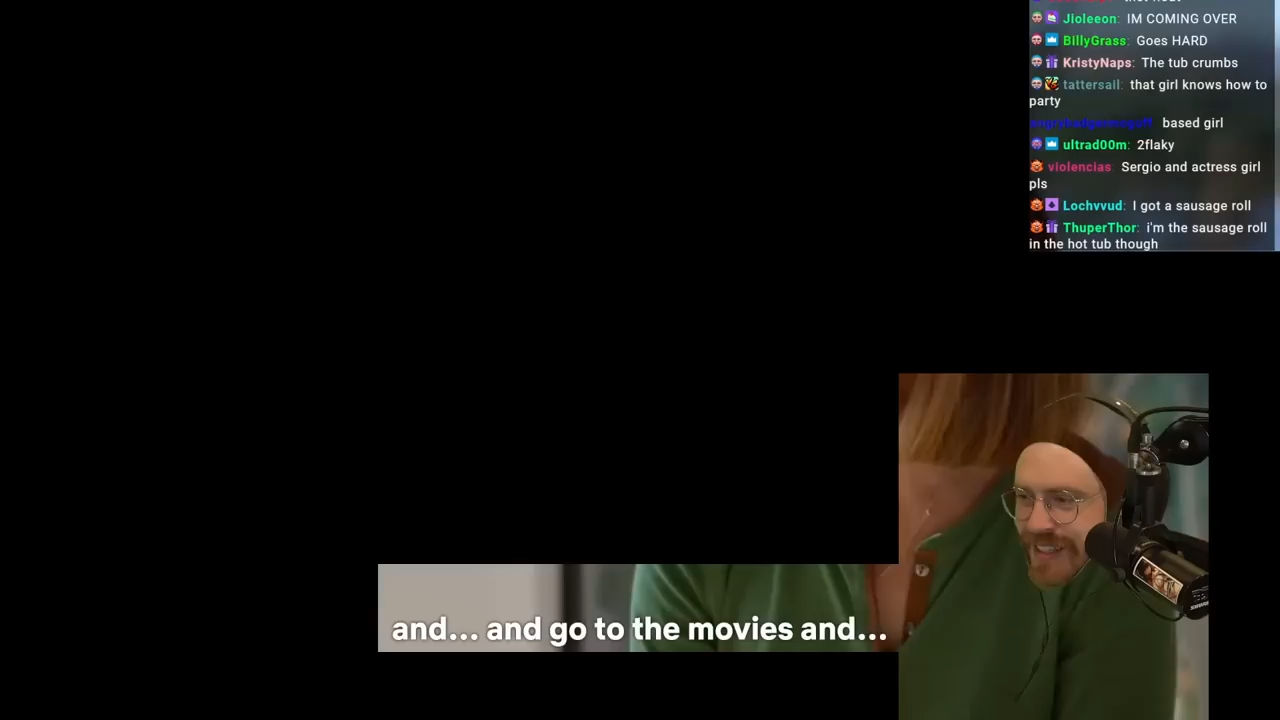 Jioleeon: IM COMING OVER
BillyGrass: Goes HARD
KristyNaps: The tub crumbs
tattersail: that girl knows how to
party
based girl
ultrad00m: 2flaky
violencias: Sergio and actress girl
pls
Lochvvud: I got a sausage roll
ThuperThor: i'm the sausage roll
in the hot tub though
and... and go to the movies and...